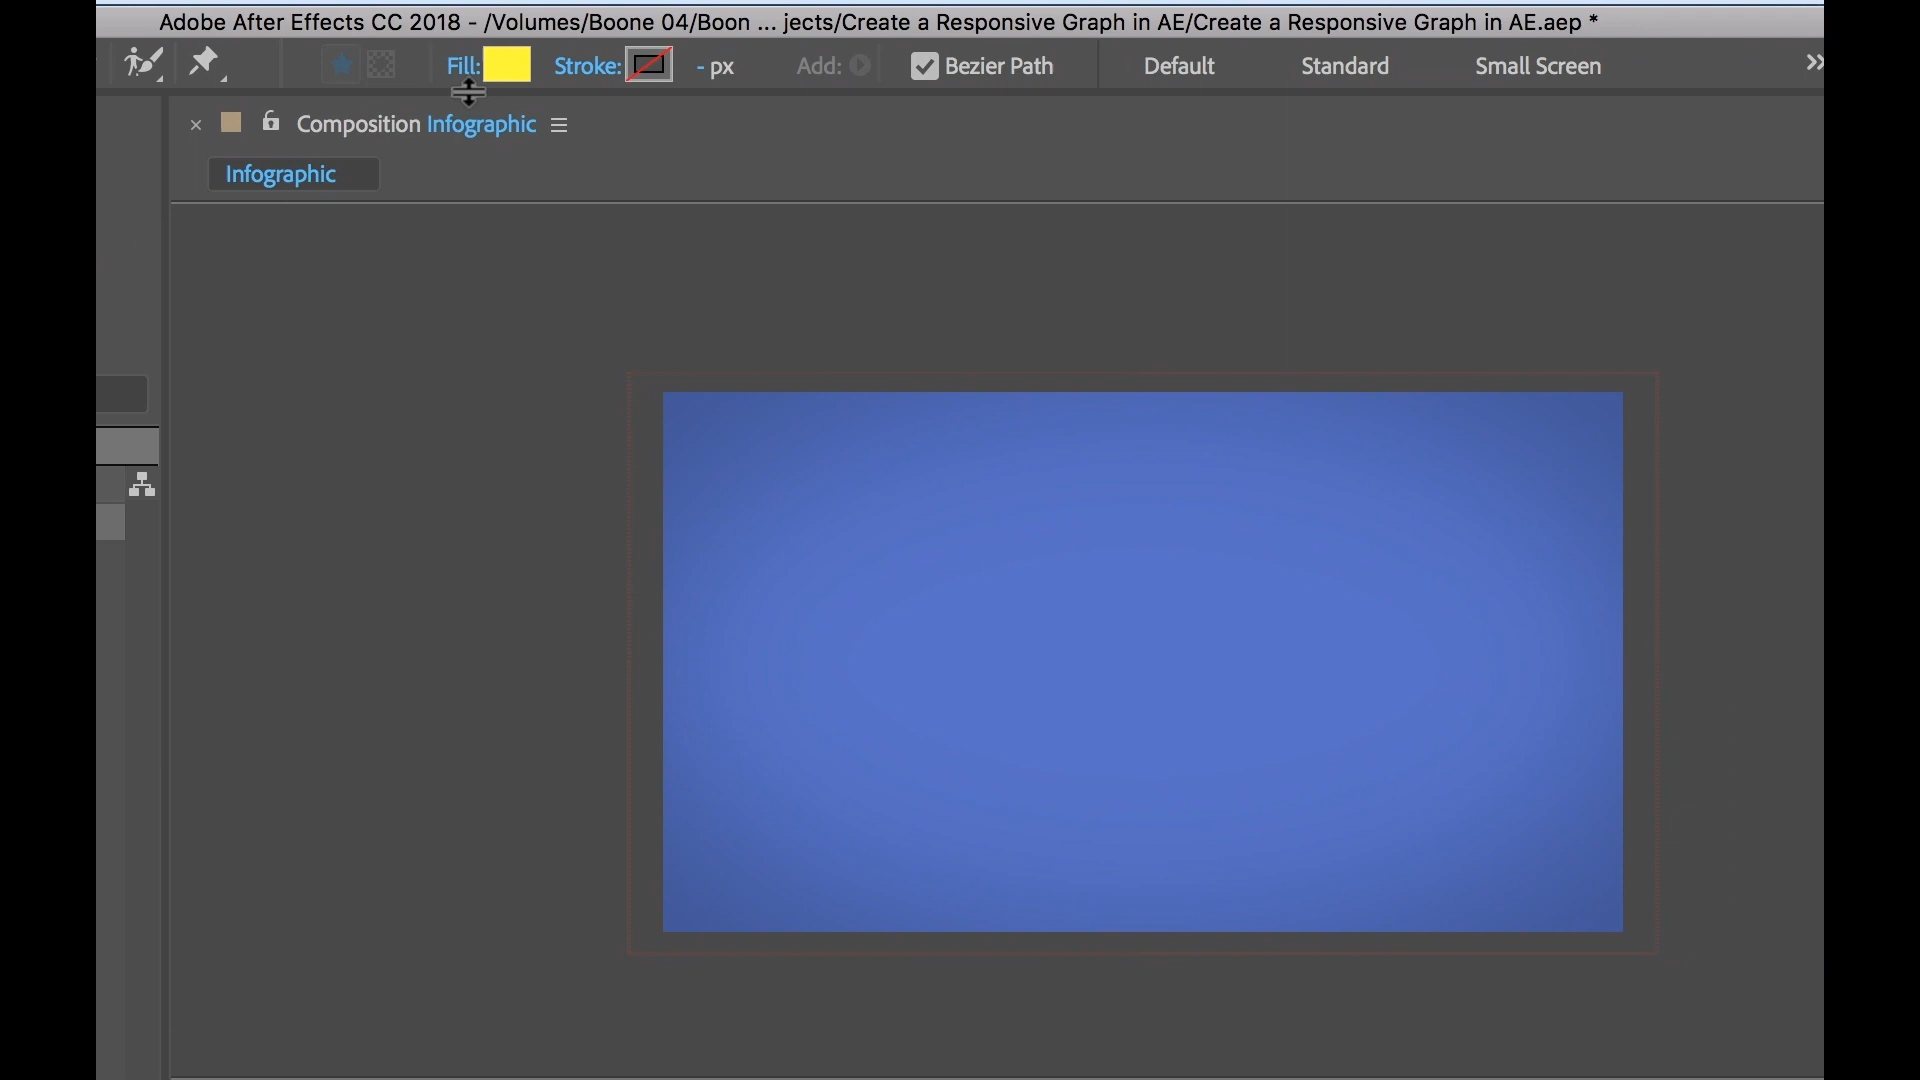 Adobe After Effects CC 2018 - /Volumes/Boone 04/Boon ... jects/Create a Responsive Graph in AE/Create a Responsive Graph in AE.aep *
Fill: Stroke: - px Add: Bezier Path Default Standard Small Screen
Composition Infographic
Infographic